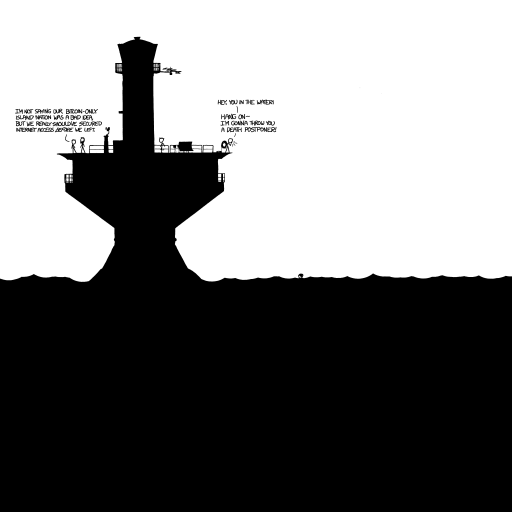 I'M NOT SAYING OUR BITCOIN-ONLY
ISLAND NATION WAS A BAD IDEA,
BUT WE REALLY SHOULD'VE SECURED
INTERNET ACCESS BEFORE WE LEFT.
HEY, YOU IN THE WATER!
HANG ON—
I'M GONNA THROW YOU
A DEATH POSTPONER!